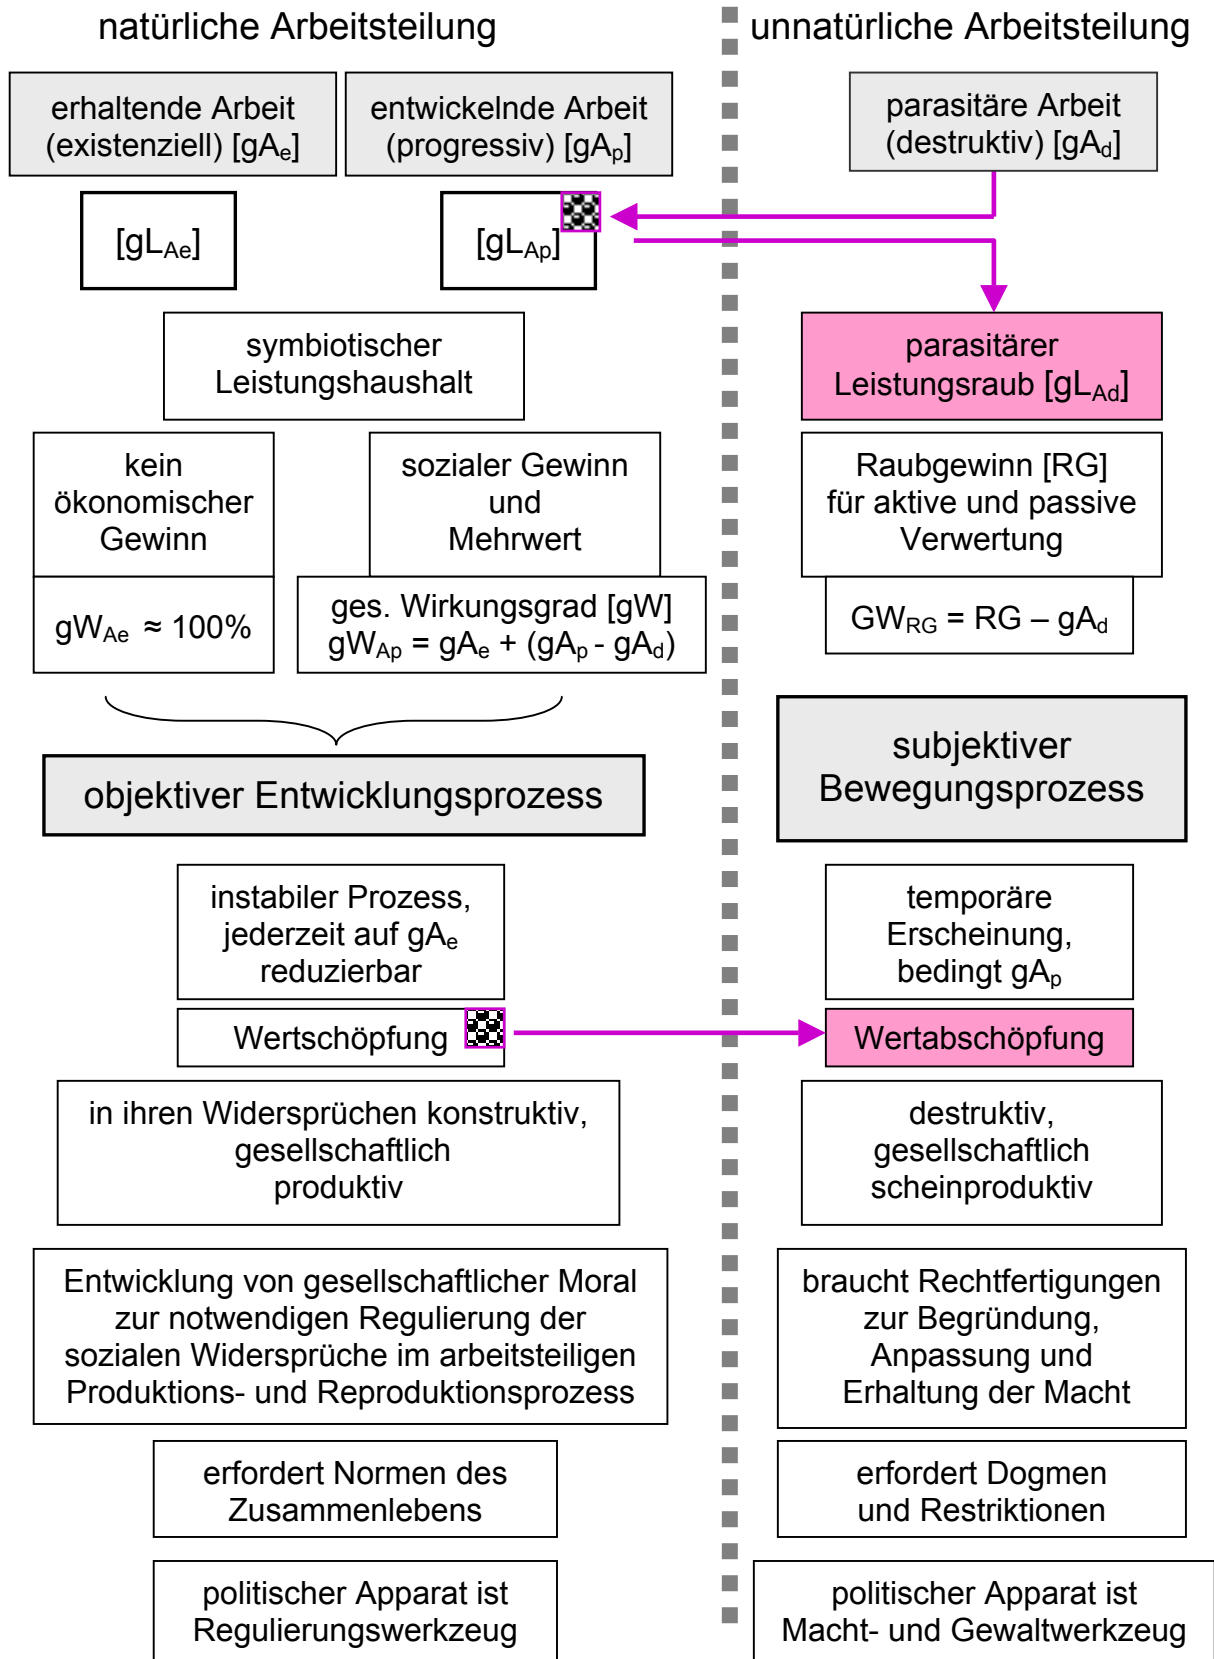 natürliche Arbeitsteilung
unnatürliche Arbeitsteilung
erhaltende Arbeit
(existenziell) [gAe]
entwickelnde Arbeit
(progressiv) [gAp]
parasitäre Arbeit
(destruktiv) [gAd]
[gLAe]
[gLAp]
symbiotischer
Leistungshaushalt
parasitärer
Leistungsraub [gLAd]
kein
ökonomischer
Gewinn
sozialer Gewinn
und
Mehrwert
Raubgewinn [RG]
für aktive und passive
Verwertung
gWAe ≈ 100%
ges. Wirkungsgrad [gW]
gWAp = gAe + (gAp - gAd)
GWRG = RG – gAd
objektiver Entwicklungsprozess
subjektiver
Bewegungsprozess
instabiler Prozess,
jederzeit auf gAe
reduzierbar
temporäre
Erscheinung,
bedingt gAp
Wertschöpfung
Wertabschöpfung
in ihren Widersprüchen konstruktiv,
gesellschaftlich
produktiv
destruktiv,
gesellschaftlich
scheinproduktiv
Entwicklung von gesellschaftlicher Moral
zur notwendigen Regulierung der
sozialen Widersprüche im arbeitsteiligen
Produktions- und Reproduktionsprozess
braucht Rechtfertigungen
zur Begründung,
Anpassung und
Erhaltung der Macht
erfordert Normen des
Zusammenlebens
erfordert Dogmen
und Restriktionen
politischer Apparat ist
Regulierungswerkzeug
politischer Apparat ist
Macht- und Gewaltwerkzeug